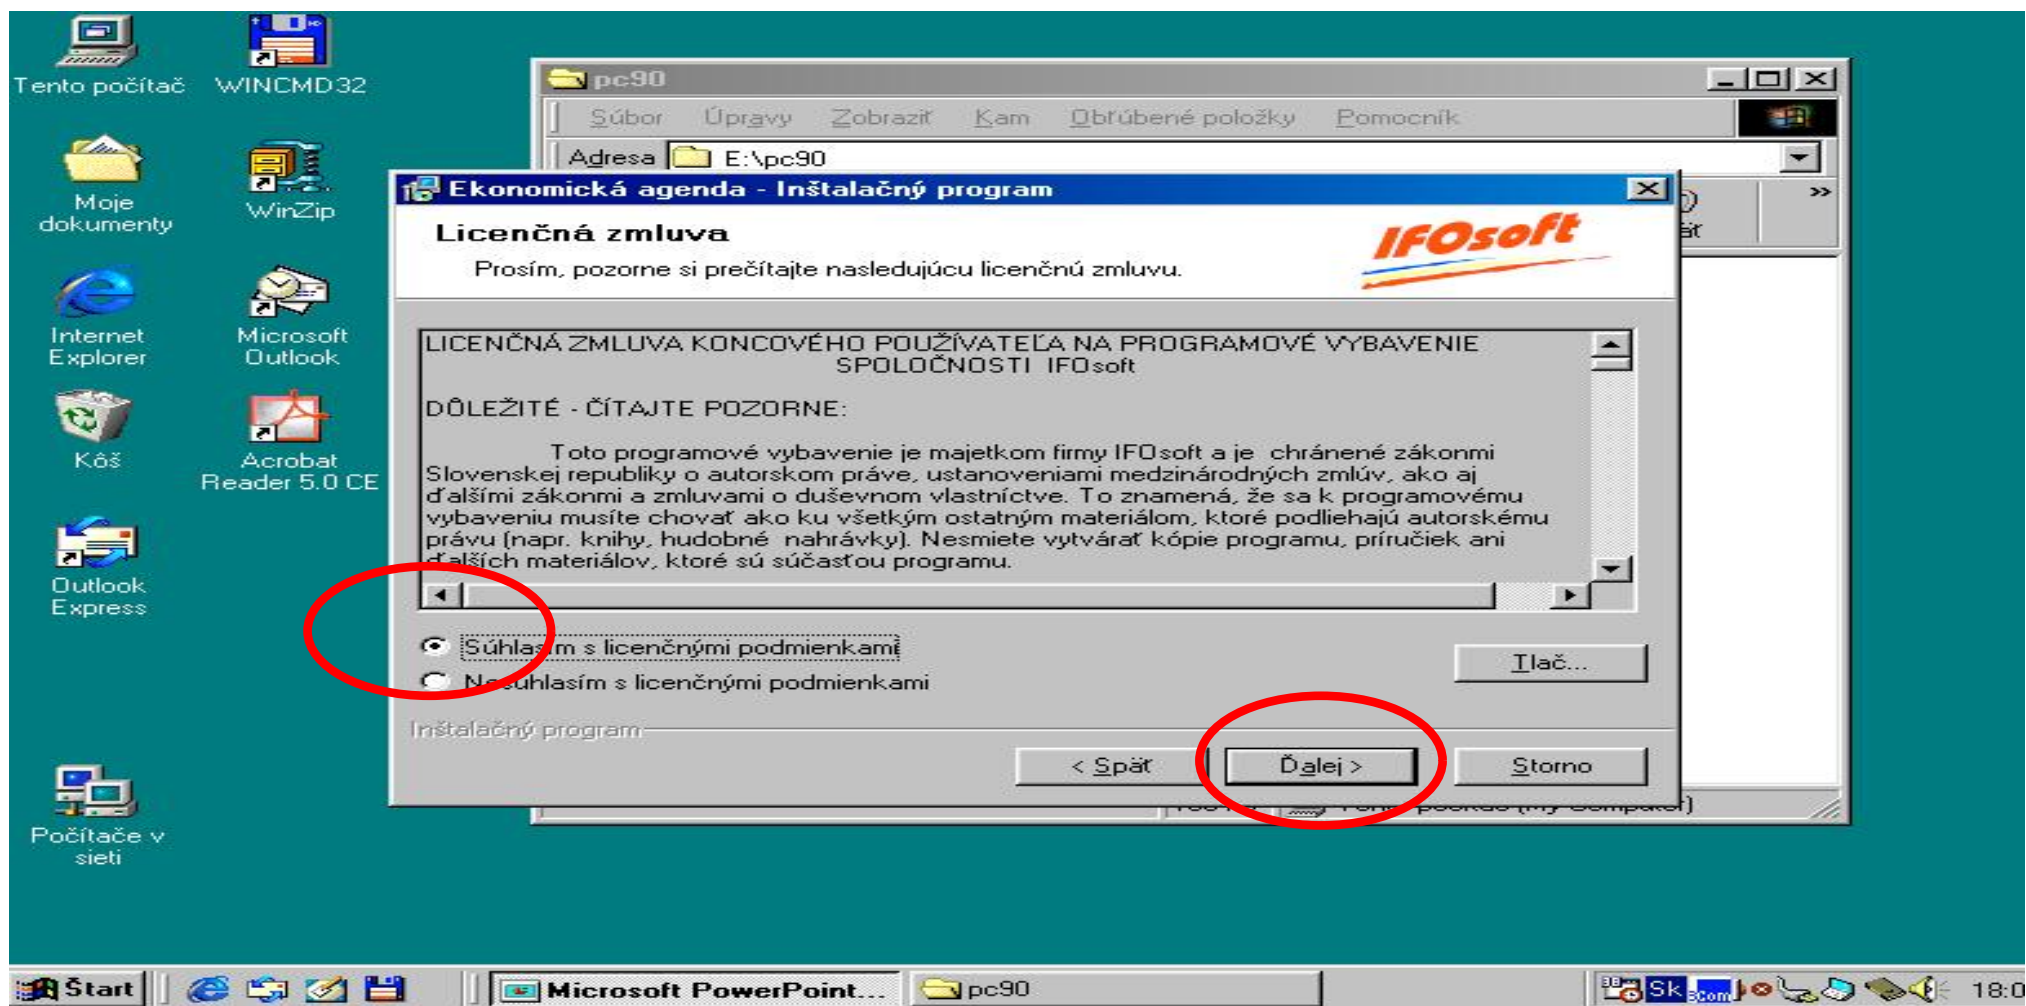 Tento počítač
WINCMD32
Moje
dokumenty
WinZip
Internet
Explorer
Microsoft
Outlook
Kôš
Acrobat
Reader 5.0 CE
Outlook
Express
Počítače v
sieti
pc90
Súbor Úpravy Zobraziť Kam Obľúbené položky Pomocník
Adresa E:\pc90
»
Ekonomická agenda - Inštalačný program
Licenčná zmluva
Prosím, pozorne si prečítajte nasledujúcu licenčnú zmluvu.
IFOsoft
LICENČNÁ ZMLUVA KONCOVÉHO POUŽÍVATEĽA NA PROGRAMOVÉ VYBAVENIE
SPOLOČNOSTI IFOsoft
DÔLEŽITÉ - ČÍTAJTE POZORNE:
Toto programové vybavenie je majetkom firmy IFOsoft a je chránené zákonmi
Slovenskej republiky o autorskom práve, ustanoveniami medzinárodných zmlúv, ako aj
ďalšími zákonmi a zmluvami o duševnom vlastníctve. To znamená, že sa k programovému
vybaveniu musíte chovať ako ku všetkým ostatným materiálom, ktoré podliehajú autorskému
právu (napr. knihy, hudobné nahrávky). Nesmiete vytvárať kópie programu, príručiek ani
ďalších materiálov, ktoré sú súčasťou programu.
Súhlasím s licenčnými podmienkami
Nesúhlasím s licenčnými podmienkami
Tlač...
Inštalačný program
< Späť
Ďalej >
Storno
Štart
Microsoft PowerPoint...
pc90
Sk
3com
18:0